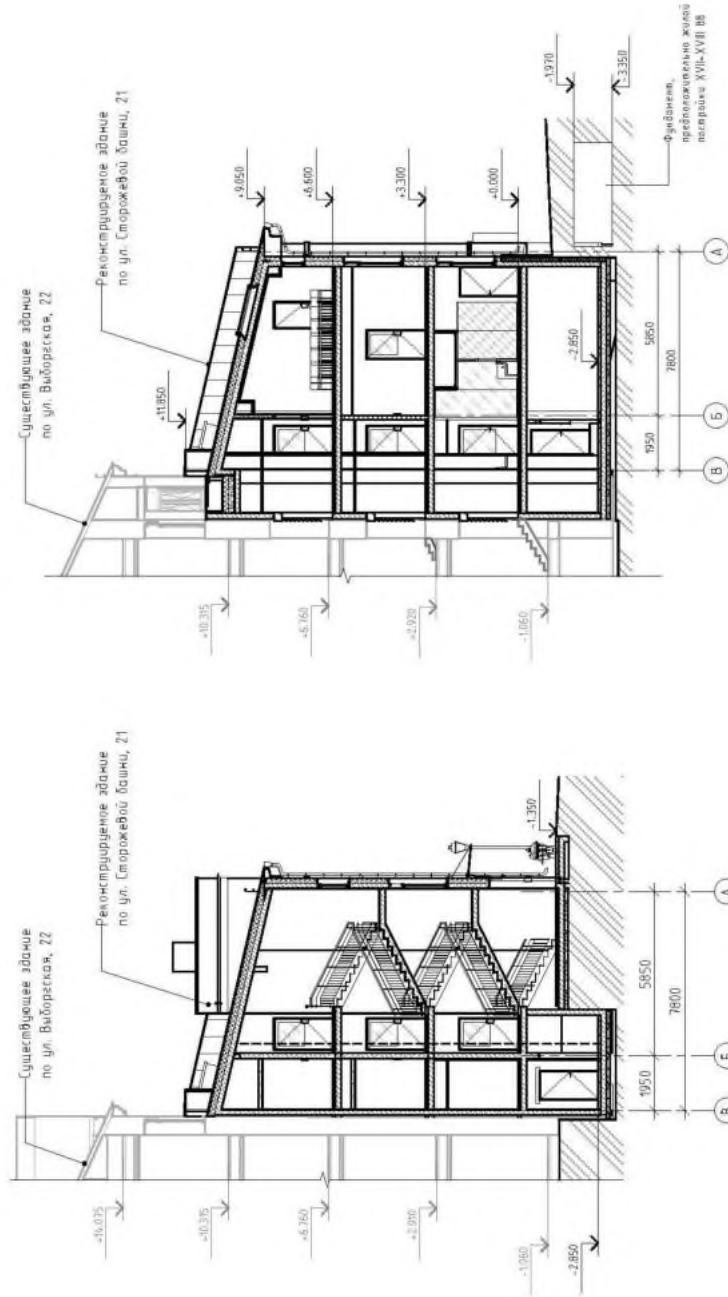 Существующее здание
по ул. Выборгская, 22
Реконструируемое здание
по ул. Сторожевой башни, 21
+14.075
+10.315
+6.760
+2.910
-1.060
-2.850
-1.350
1950
5850
7800
В
Б
А
Существующее здание
по ул. Выборгская, 22
Реконструируемое здание
по ул. Сторожевой башни, 21
+11.850
+9.050
+6.600
+3.300
+0.000
+10.315
+6.760
+2.920
-1.060
-2.850
-1.970
-3.350
Фундамент,
предположительно жилой
постройки XVII-XVIII вв
1950
5850
7800
В
Б
А